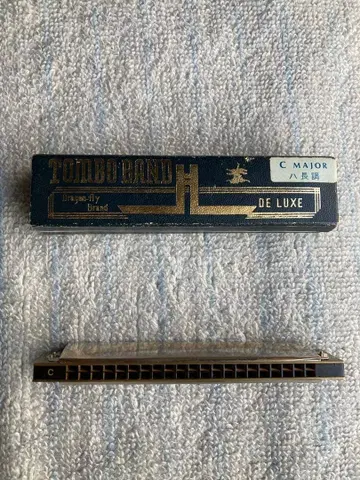 TOMBO BAND
C MAJOR
ハ長調
Dragon-fly
Brand
DE LUXE
C